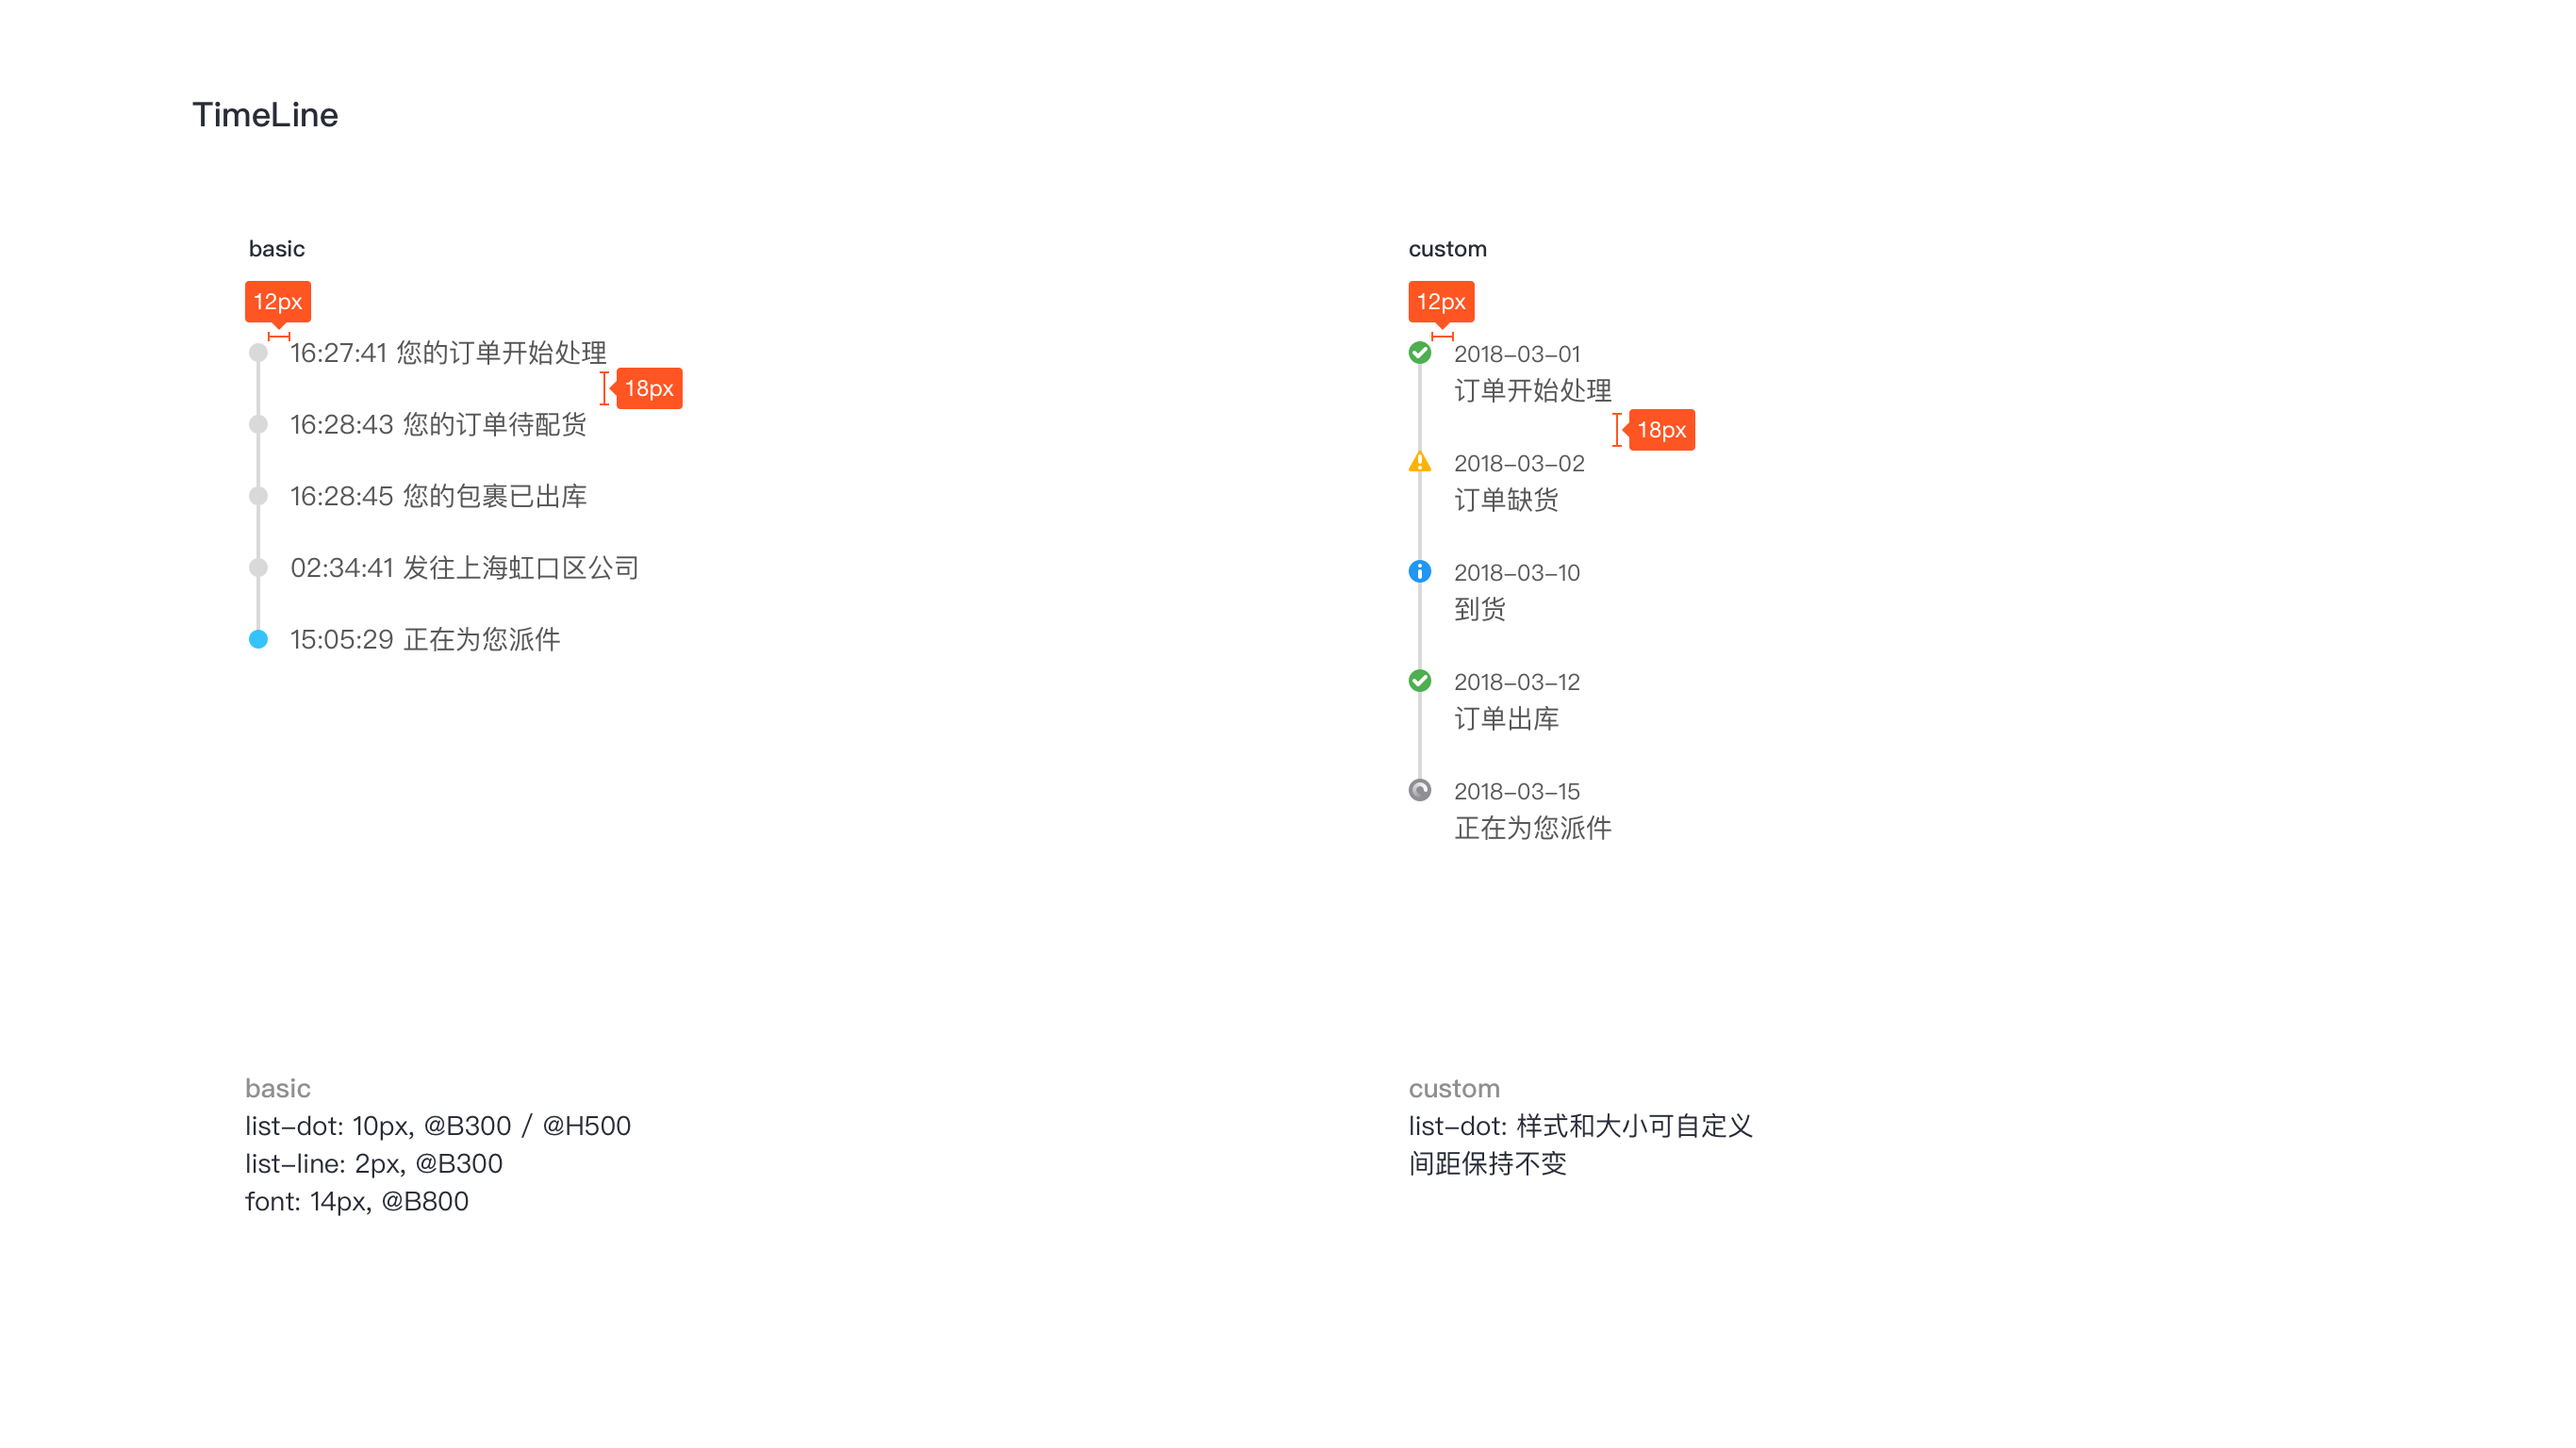 TimeLine
basic
12px
16:27:41 您的订单开始处理
18px
16:28:43 您的订单待配货
16:28:45 您的包裹已出库
02:34:41 发往上海虹口区公司
15:05:29 正在为您派件
custom
12px
2018-03-01
订单开始处理
18px
2018-03-02
订单缺货
2018-03-10
到货
2018-03-12
订单出库
2018-03-15
正在为您派件
basic
list-dot: 10px, @B300 / @H500
list-line: 2px, @B300
font: 14px, @B800
custom
list-dot: 样式和大小可自定义
间距保持不变